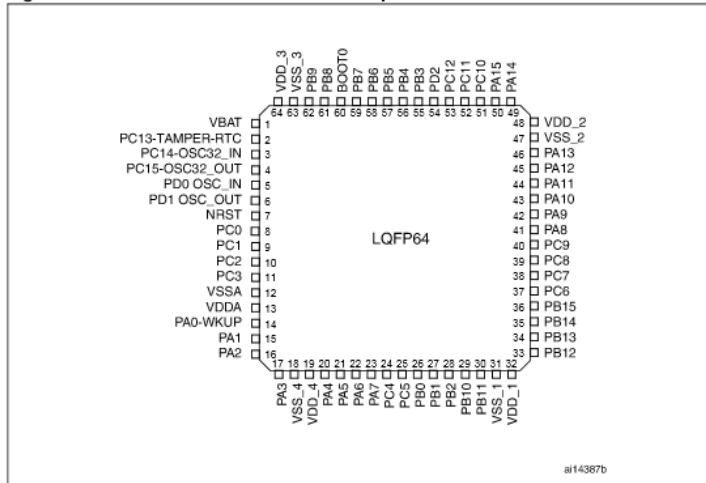 VDD_3
VSS_3
PB9
PB8
BOOT0
PB7
PB6
PB5
PB4
PB3
PD2
PC12
PC11
PC10
PA15
PA14
64 63 62 61 60 59 58 57 56 55 54 53 52 51 50 49
VBAT 1
PC13-TAMPER-RTC 2
PC14-OSC32_IN 3
PC15-OSC32_OUT 4
PD0 OSC_IN 5
PD1 OSC_OUT 6
NRST 7
PC0 8
PC1 9
PC2 10
PC3 11
VSSA 12
VDDA 13
PA0-WKUP 14
PA1 15
PA2 16
LQFP64
48 VDD_2
47 VSS_2
46 PA13
45 PA12
44 PA11
43 PA10
42 PA9
41 PA8
40 PC9
39 PC8
38 PC7
37 PC6
36 PB15
35 PB14
34 PB13
33 PB12
17 18 19 20 21 22 23 24 25 26 27 28 29 30 31 32
PA3
VSS_4
VDD_4
PA4
PA5
PA6
PA7
PC4
PC5
PB0
PB1
PB2
PB10
PB11
VSS_1
VDD_1
ai14387b